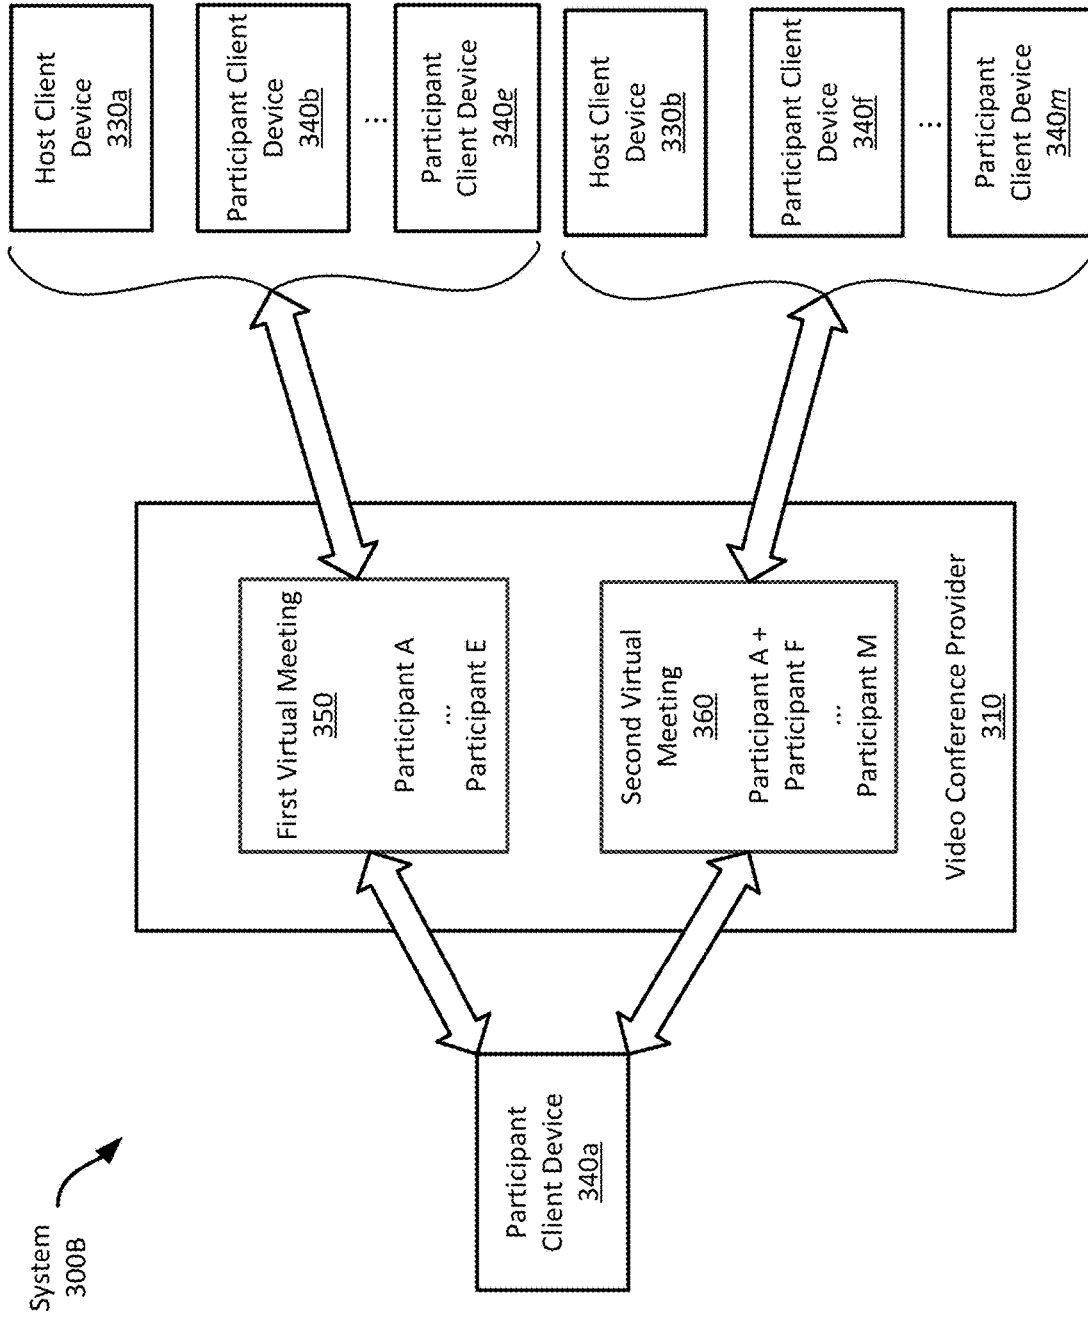 System
300B
Participant
Client Device
340a
First Virtual Meeting
350
Participant A
...
Participant E
Second Virtual
Meeting
360
Participant A +
Participant F
...
Participant M
Video Conference Provider
310
Host Client
Device
330a
Participant Client
Device
340b
...
Participant
Client Device
340e
Host Client
Device
330b
Participant Client
Device
340f
...
Participant
Client Device
340m